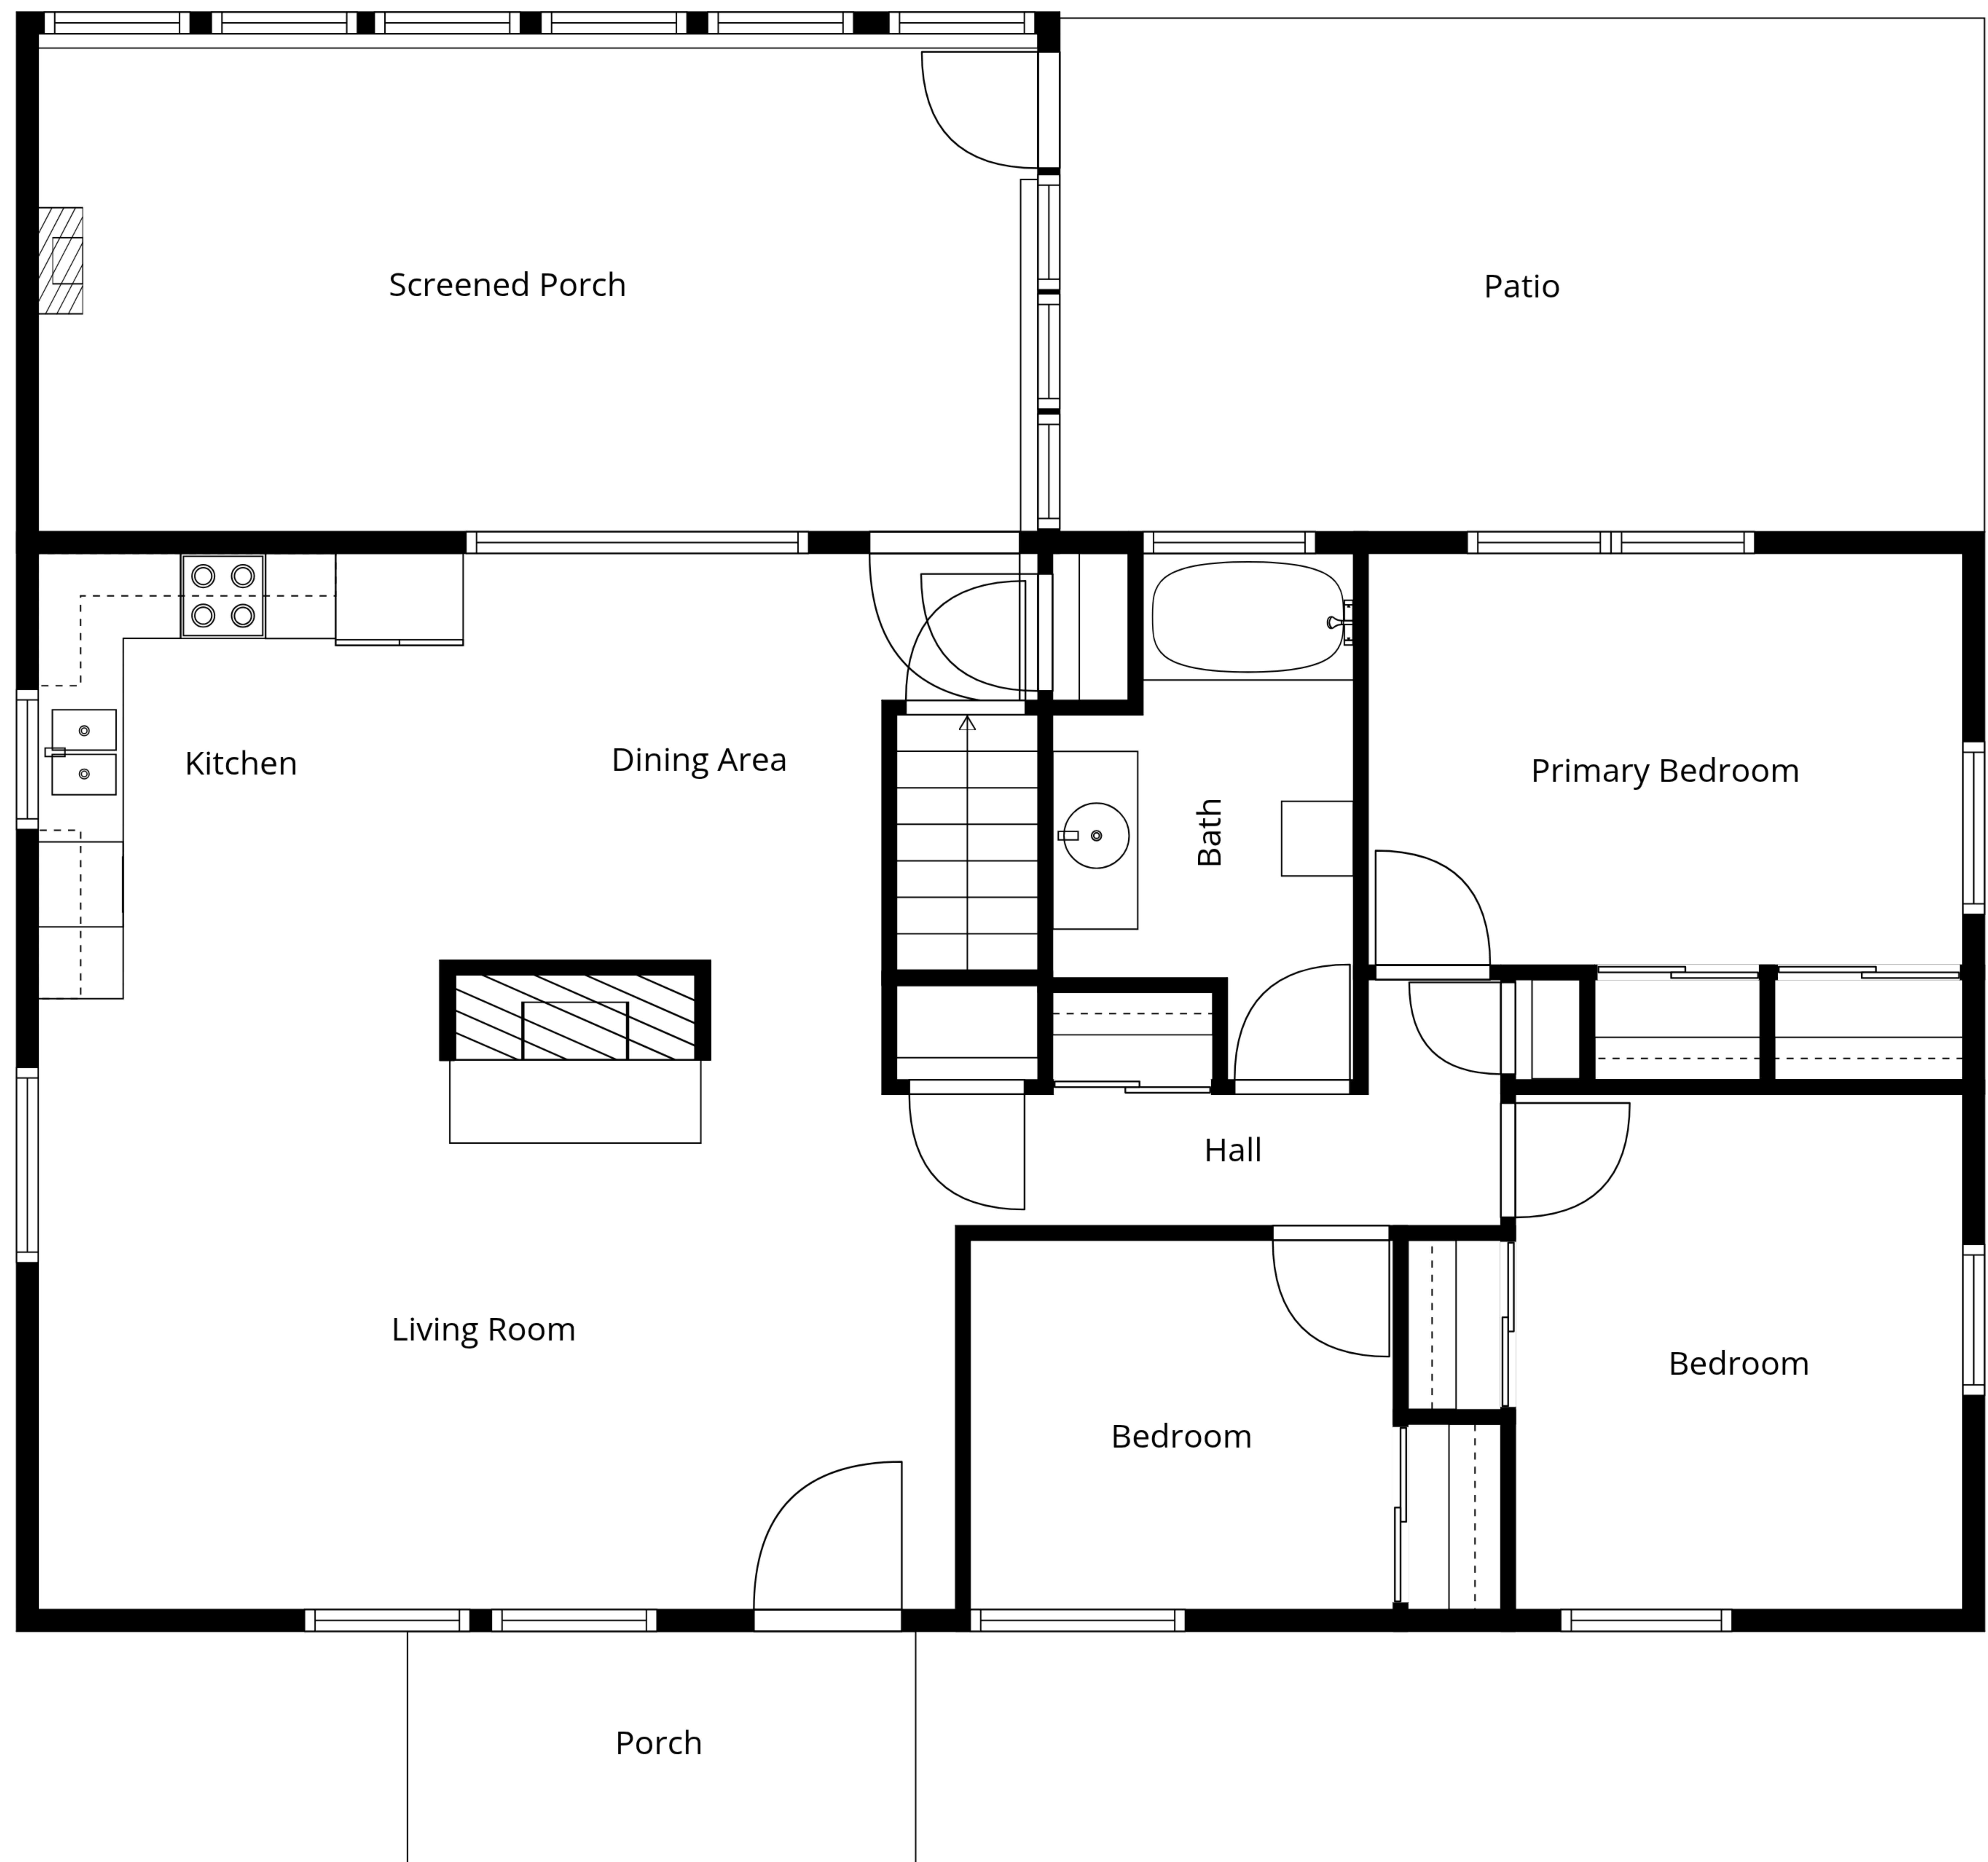 Screened Porch
Patio
Kitchen
Dining Area
Primary Bedroom
Bath
Hall
Living Room
Bedroom
Bedroom
Porch